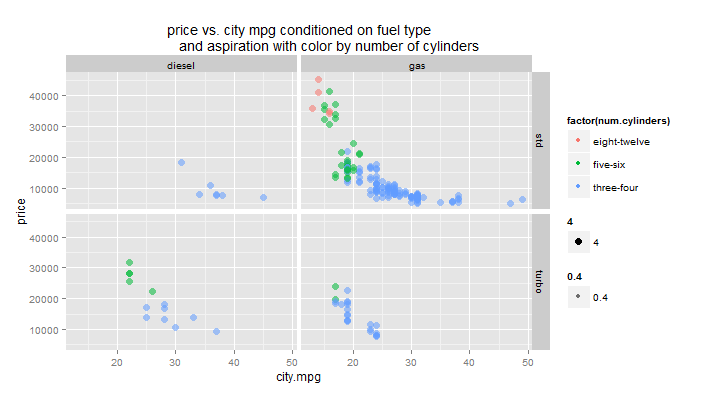 price vs. city mpg conditioned on fuel type
and aspiration with color by number of cylinders
diesel
gas
40000
30000
20000
10000
std
40000
30000
20000
10000
turbo
price
20
30
40
50
20
30
40
50
city.mpg
factor(num.cylinders)
eight-twelve
five-six
three-four
4
4
0.4
0.4